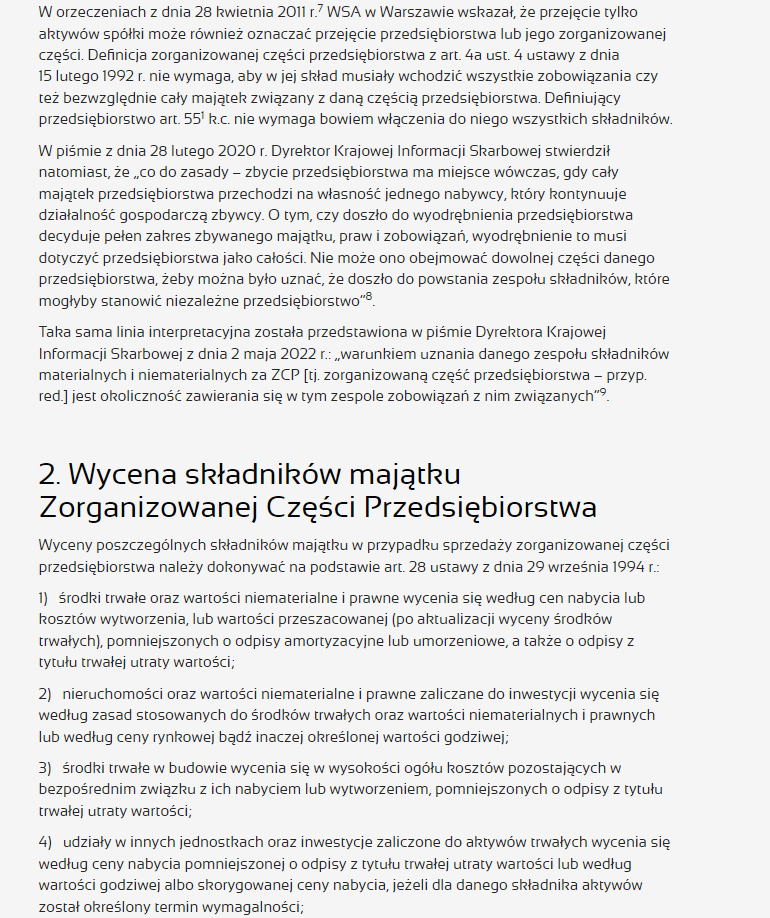 W orzeczeniach z dnia 28 kwietnia 2011 r.⁷ WSA w Warszawie wskazał, że przejęcie tylko
aktywów spółki może również oznaczać przejęcie przedsiębiorstwa lub jego zorganizowanej
części. Definicja zorganizowanej części przedsiębiorstwa z art. 4a ust. 4 ustawy z dnia
15 lutego 1992 r. nie wymaga, aby w jej skład musiały wchodzić wszystkie zobowiązania czy
też bezwzględnie cały majątek związany z daną częścią przedsiębiorstwa. Definiujący
przedsiębiorstwo art. 55¹ k.c. nie wymaga bowiem włączenia do niego wszystkich składników.
W piśmie z dnia 28 lutego 2020 r. Dyrektor Krajowej Informacji Skarbowej stwierdził
natomiast, że „co do zasady – zbycie przedsiębiorstwa ma miejsce wówczas, gdy cały
majątek przedsiębiorstwa przechodzi na własność jednego nabywcy, który kontynuuje
działalność gospodarczą zbywcy. O tym, czy doszło do wyodrębnienia przedsiębiorstwa
decyduje pełen zakres zbywanego majątku, praw i zobowiązań, wyodrębnienie to musi
dotyczyć przedsiębiorstwa jako całości. Nie może ono obejmować dowolnej części danego
przedsiębiorstwa, żeby można było uznać, że doszło do powstania zespołu składników, które
mogłyby stanowić niezależne przedsiębiorstwo”⁸.
Taka sama linia interpretacyjna została przedstawiona w piśmie Dyrektora Krajowej
Informacji Skarbowej z dnia 2 maja 2022 r.: „warunkiem uznania danego zespołu składników
materialnych i niematerialnych za ZCP [tj. zorganizowaną część przedsiębiorstwa – przyp.
red.] jest okoliczność zawierania się w tym zespole zobowiązań z nim związanych”⁹.
2. Wycena składników majątku
Zorganizowanej Części Przedsiębiorstwa
Wyceny poszczególnych składników majątku w przypadku sprzedaży zorganizowanej części
przedsiębiorstwa należy dokonywać na podstawie art. 28 ustawy z dnia 29 września 1994 r.:
1) środki trwałe oraz wartości niematerialne i prawne wycenia się według cen nabycia lub
kosztów wytworzenia, lub wartości przeszacowanej (po aktualizacji wyceny środków
trwałych), pomniejszonych o odpisy amortyzacyjne lub umorzeniowe, a także o odpisy z
tytułu trwałej utraty wartości;
2) nieruchomości oraz wartości niematerialne i prawne zaliczane do inwestycji wycenia się
według zasad stosowanych do środków trwałych oraz wartości niematerialnych i prawnych
lub według ceny rynkowej bądź inaczej określonej wartości godziwej;
3) środki trwałe w budowie wycenia się w wysokości ogółu kosztów pozostających w
bezpośrednim związku z ich nabyciem lub wytworzeniem, pomniejszonych o odpisy z tytułu
trwałej utraty wartości;
4) udziały w innych jednostkach oraz inwestycje zaliczone do aktywów trwałych wycenia się
według ceny nabycia pomniejszonej o odpisy z tytułu trwałej utraty wartości lub według
wartości godziwej albo skorygowanej ceny nabycia, jeżeli dla danego składnika aktywów
został określony termin wymagalności;